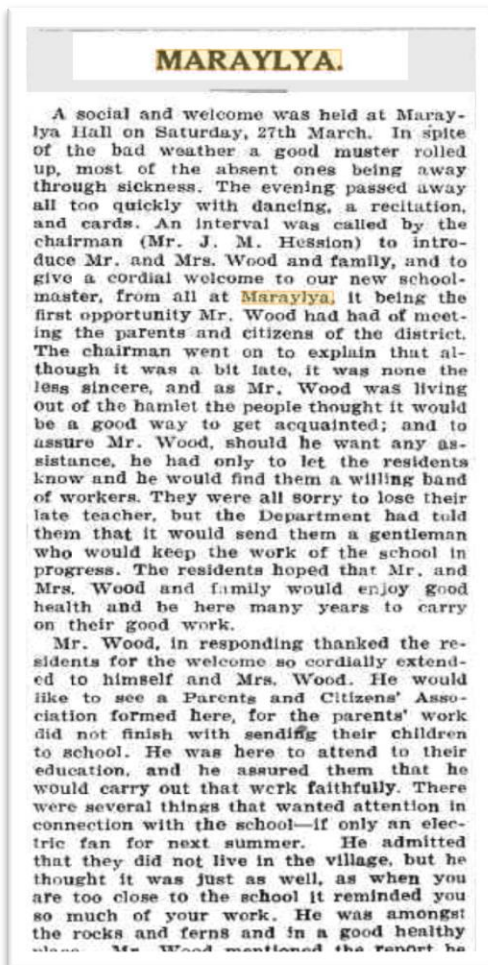 MARAYLYA.
A social and welcome was held at Maray-
lya Hall on Saturday, 27th March. In spite
of the bad weather a good muster rolled
up, most of the absent ones being away
through sickness. The evening passed away
all too quickly with dancing, a recitation,
and cards. An interval was called by the
chairman (Mr. J. M. Hession) to intro-
duce Mr. and Mrs. Wood and family, and to
give a cordial welcome to our new school-
master, from all at Maraylya, it being the
first opportunity Mr. Wood had had of meet-
ing the parents and citizens of the district.
The chairman went on to explain that al-
though it was a bit late, it was none the
less sincere, and as Mr. Wood was living
out of the hamlet the people thought it would
be a good way to get acquainted; and to
assure Mr. Wood, should he want any as-
sistance, he had only to let the residents
know and he would find them a willing band
of workers. They were all sorry to lose their
late teacher, but the Department had told
them that it would send them a gentleman
who would keep the work of the school in
progress. The residents hoped that Mr. and
Mrs. Wood and family would enjoy good
health and be here many years to carry
on their good work.
Mr. Wood, in responding thanked the re-
sidents for the welcome so cordially extend-
ed to himself and Mrs. Wood. He would
like to see a Parents and Citizens' Asso-
ciation formed here, for the parents' work
did not finish with sending their children
to school. He was here to attend to their
education, and he assured them that he
would carry out that work faithfully. There
were several things that wanted attention in
connection with the school—if only an elec-
tric fan for next summer. He admitted
that they did not live in the village, but he
thought it was just as well, as when you
are too close to the school it reminded you
so much of your work. He was amongst
the rocks and ferns and in a good healthy
place. Mr. Wood mentioned the report he